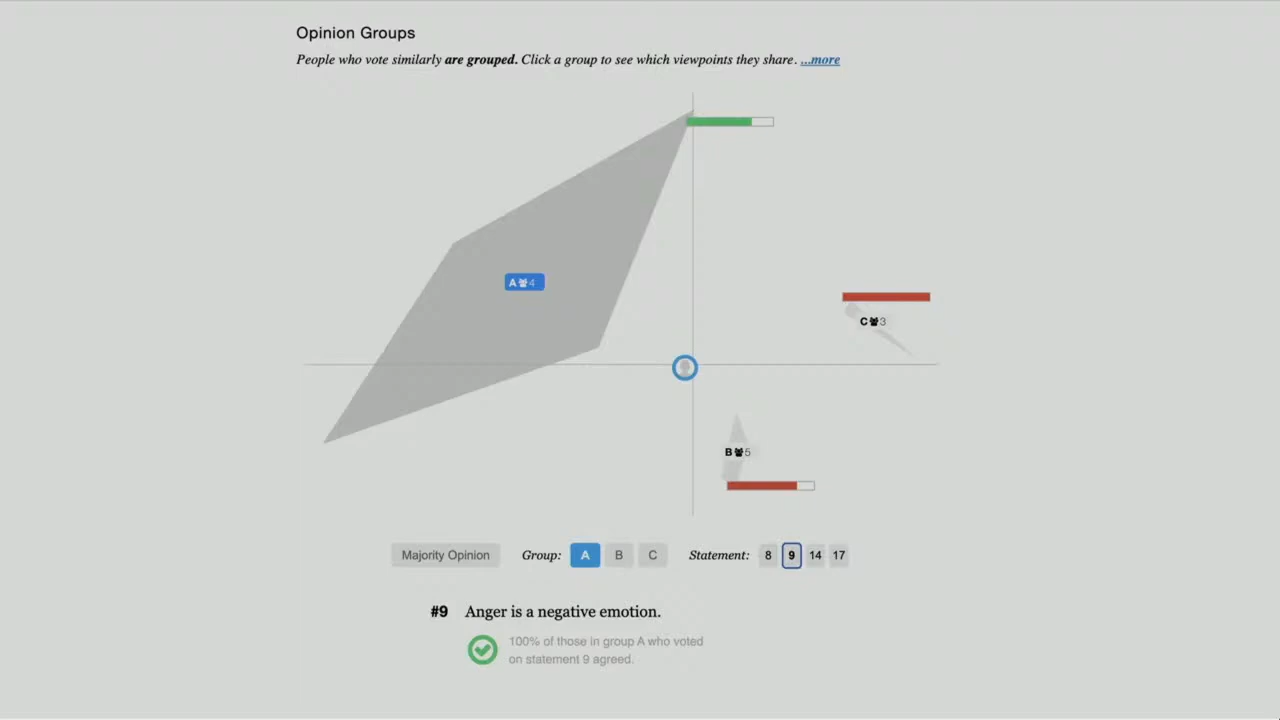 Opinion Groups
People who vote similarly are grouped. Click a group to see which viewpoints they share. ...more
A 4
C 3
B 5
Majority Opinion Group: A B C Statement: 8 9 14 17
#9 Anger is a negative emotion.
100% of those in group A who voted
on statement 9 agreed.